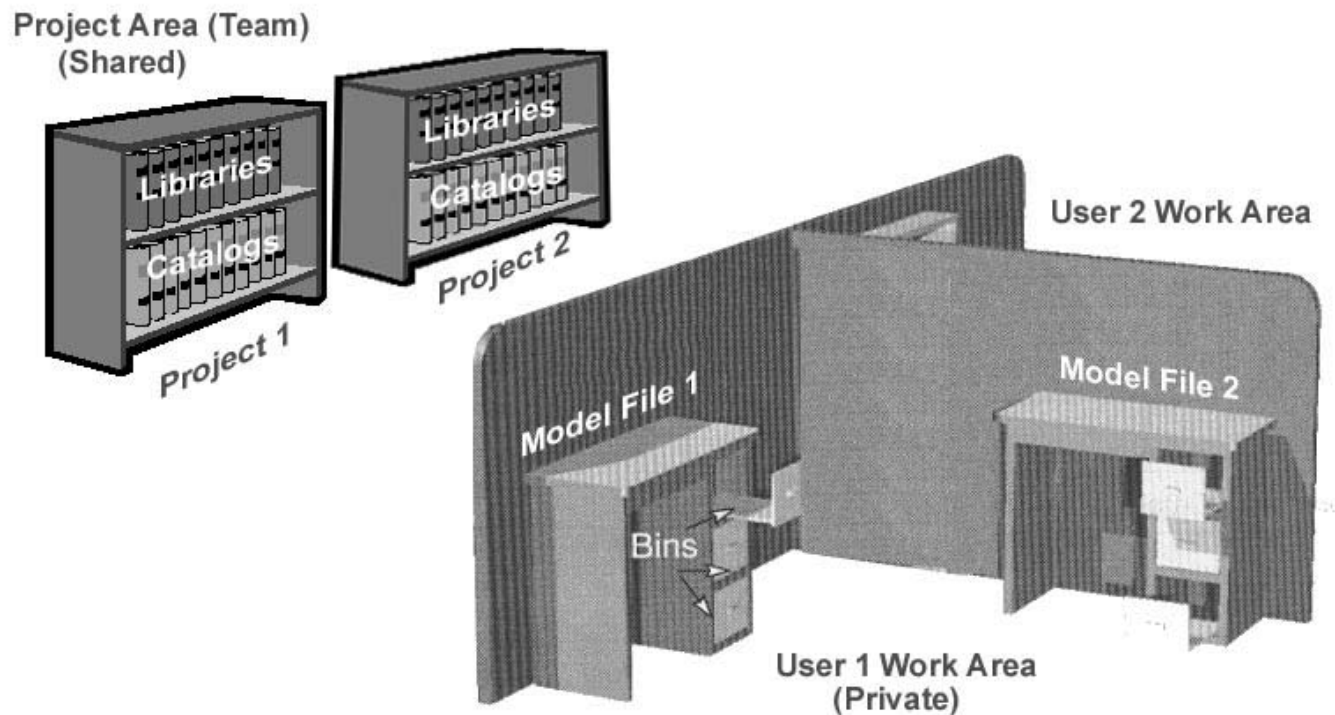 Project Area (Team)
(Shared)
Libraries
Catalogs
Project 1
Libraries
Catalogs
Project 2
User 2 Work Area
Model File 1
Model File 2
Bins
User 1 Work Area
(Private)